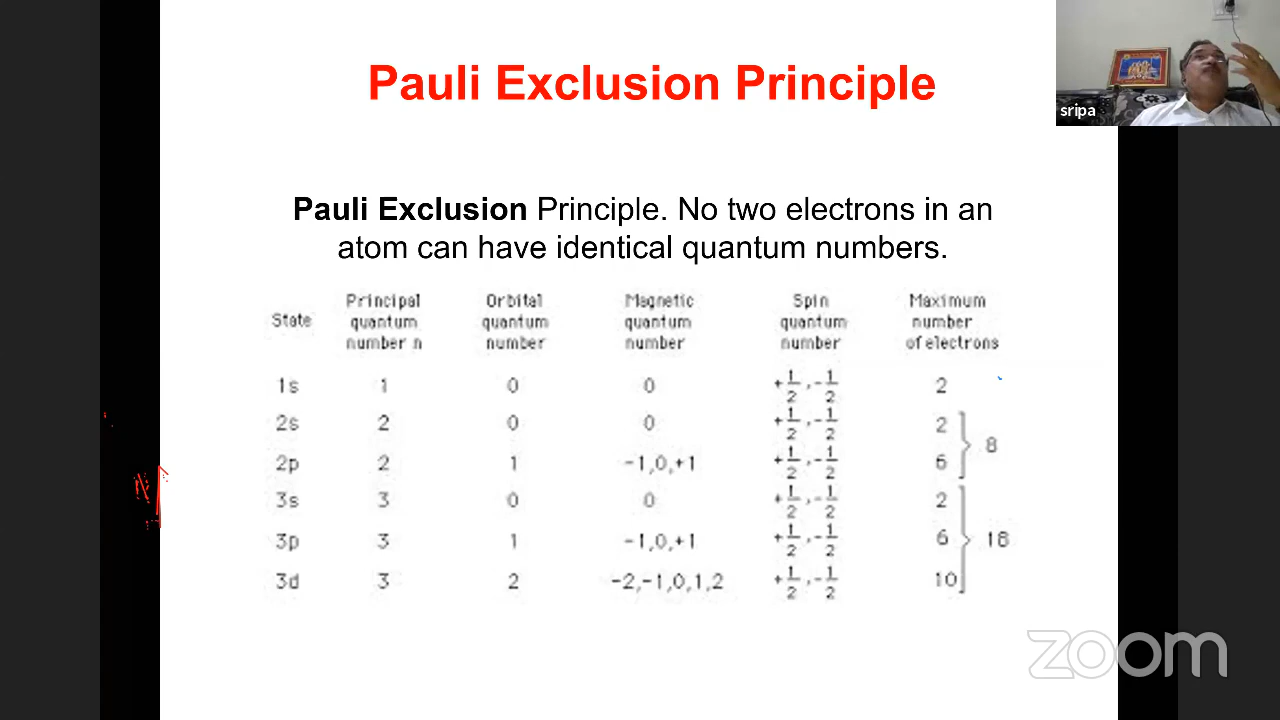 Pauli Exclusion Principle
sripa
Pauli Exclusion Principle. No two electrons in an
atom can have identical quantum numbers.
State Principal quantum number n Orbital quantum number Magnetic quantum number Spin quantum number Maximum number of electrons
1s 1 0 0 +1/2,-1/2 2
2s 2 0 0 +1/2,-1/2 2
2p 2 1 -1,0,+1 +1/2,-1/2 6
8
3s 3 0 0 +1/2,-1/2 2
3p 3 1 -1,0,+1 +1/2,-1/2 6
18
3d 3 2 -2,-1,0,1,2 +1/2,-1/2 10
zoom